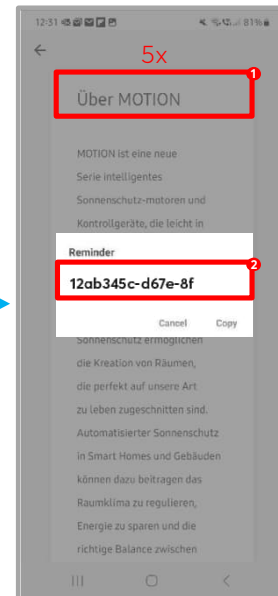 12:31
81%
5x
1
Über MOTION
MOTION ist eine neue
Serie intelligentes
Sonnenschutz-motoren und
Kontrollgeräte, die leicht in
Reminder
2
12ab345c-d67e-8f
Cancel Copy
Sonnenschutz ermöglichen
die Kreation von Räumen,
die perfekt auf unsere Art
zu leben zugeschnitten sind.
Automatisierter Sonnenschutz
in Smart Homes und Gebäuden
können dazu beitragen das
Raumklima zu regulieren,
Energie zu sparen und die
richtige Balance zwischen